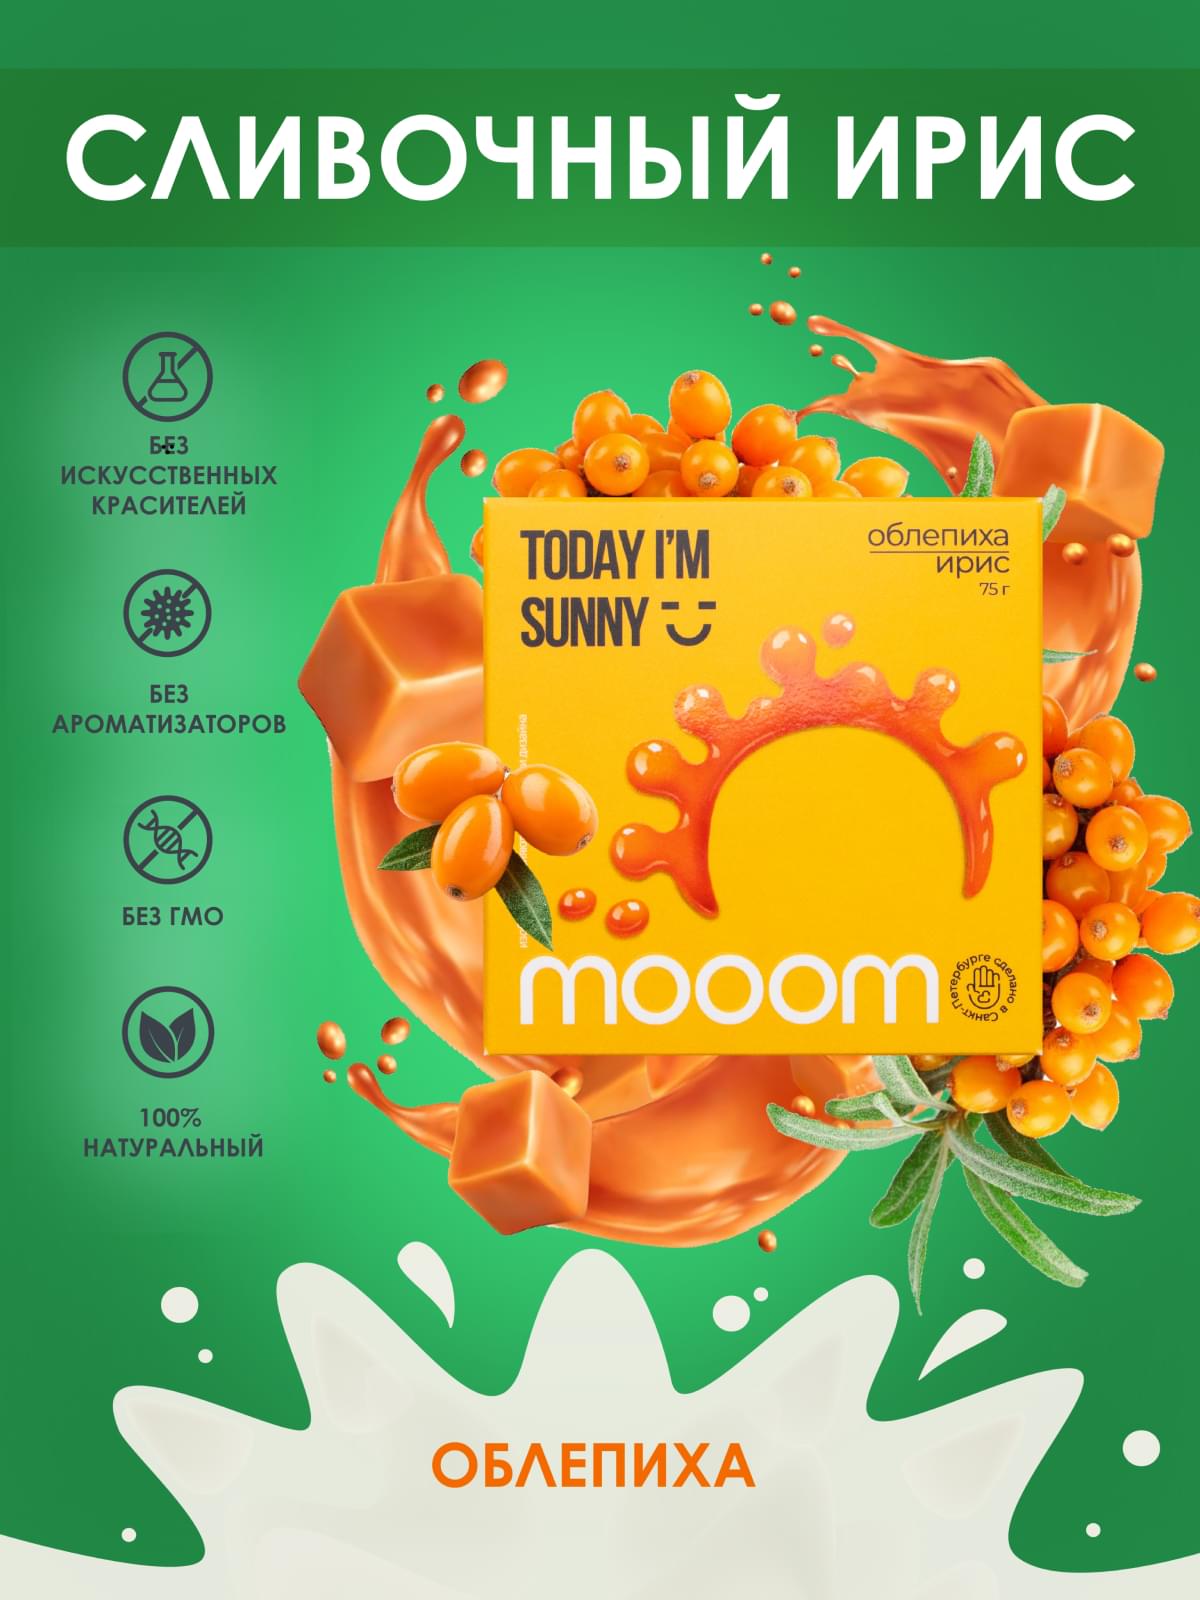 СЛИВОЧНЫЙ ИРИС
БЕЗ
ИСКУССТВЕННЫХ
КРАСИТЕЛЕЙ
БЕЗ
АРОМАТИЗАТОРОВ
БЕЗ ГМО
100%
НАТУРАЛЬНЫЙ
TODAY I'M
SUNNY
облепиха
ирис
75 г
дизайна
mooom
сделано в Санкт-Петербурге
ОБЛЕПИХА